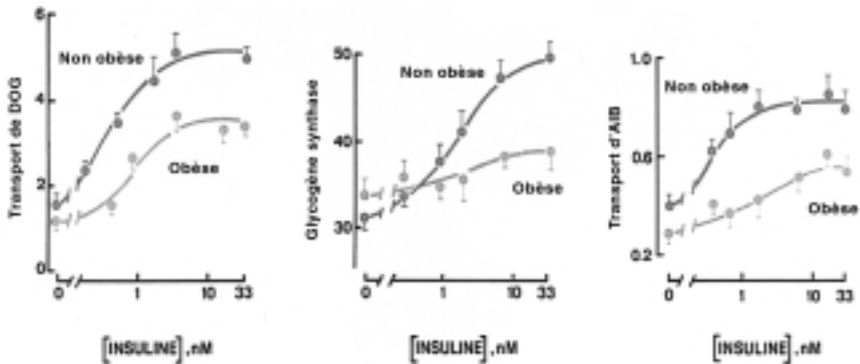 Transport de DOG
6
4
2
0
Non obèse
Obèse
0
1
10
33
[INSULINE],nM
Glycogène synthase
50
40
30
Non obèse
Obèse
0
1
10
33
[INSULINE],nM
Transport d'AIB
1.0
0.6
0.2
Non obèse
Obèse
0
1
10
33
[INSULINE],nM